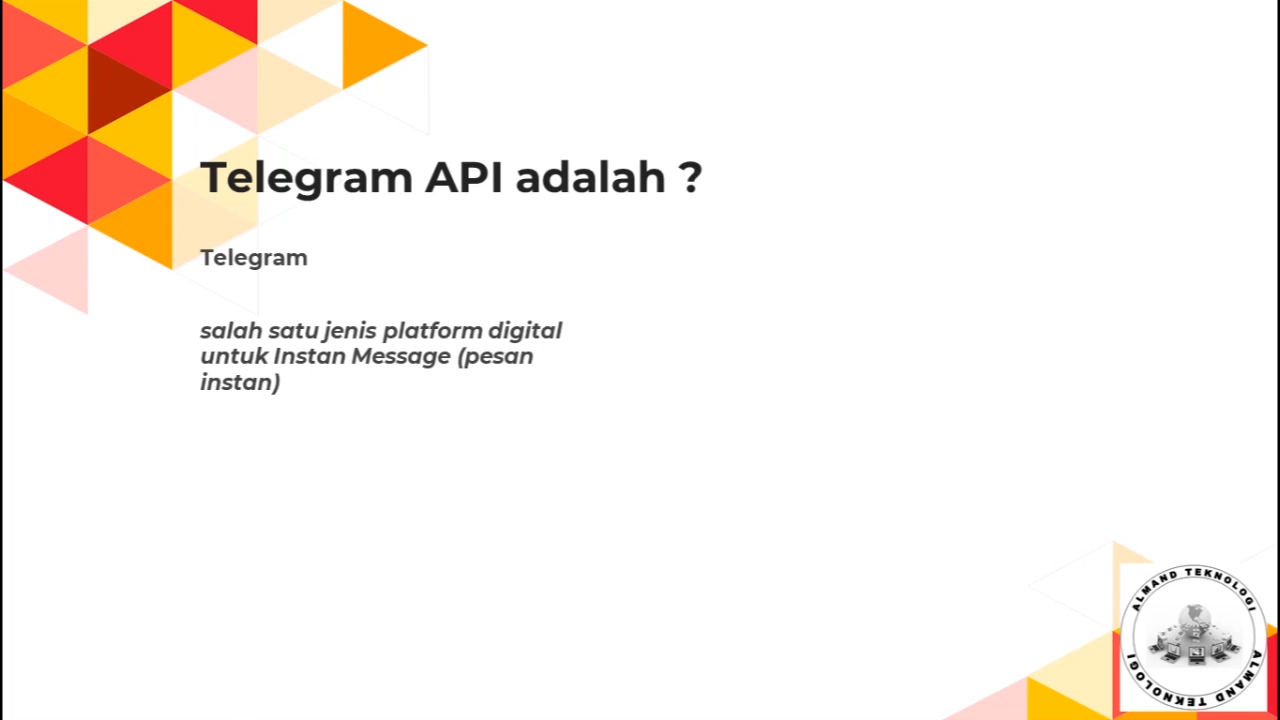 Telegram API adalah ?
Telegram
salah satu jenis platform digital
untuk Instan Message (pesan
instan)
ALMAND TEKNOLOGI
ALMAND TEKNOLOGI